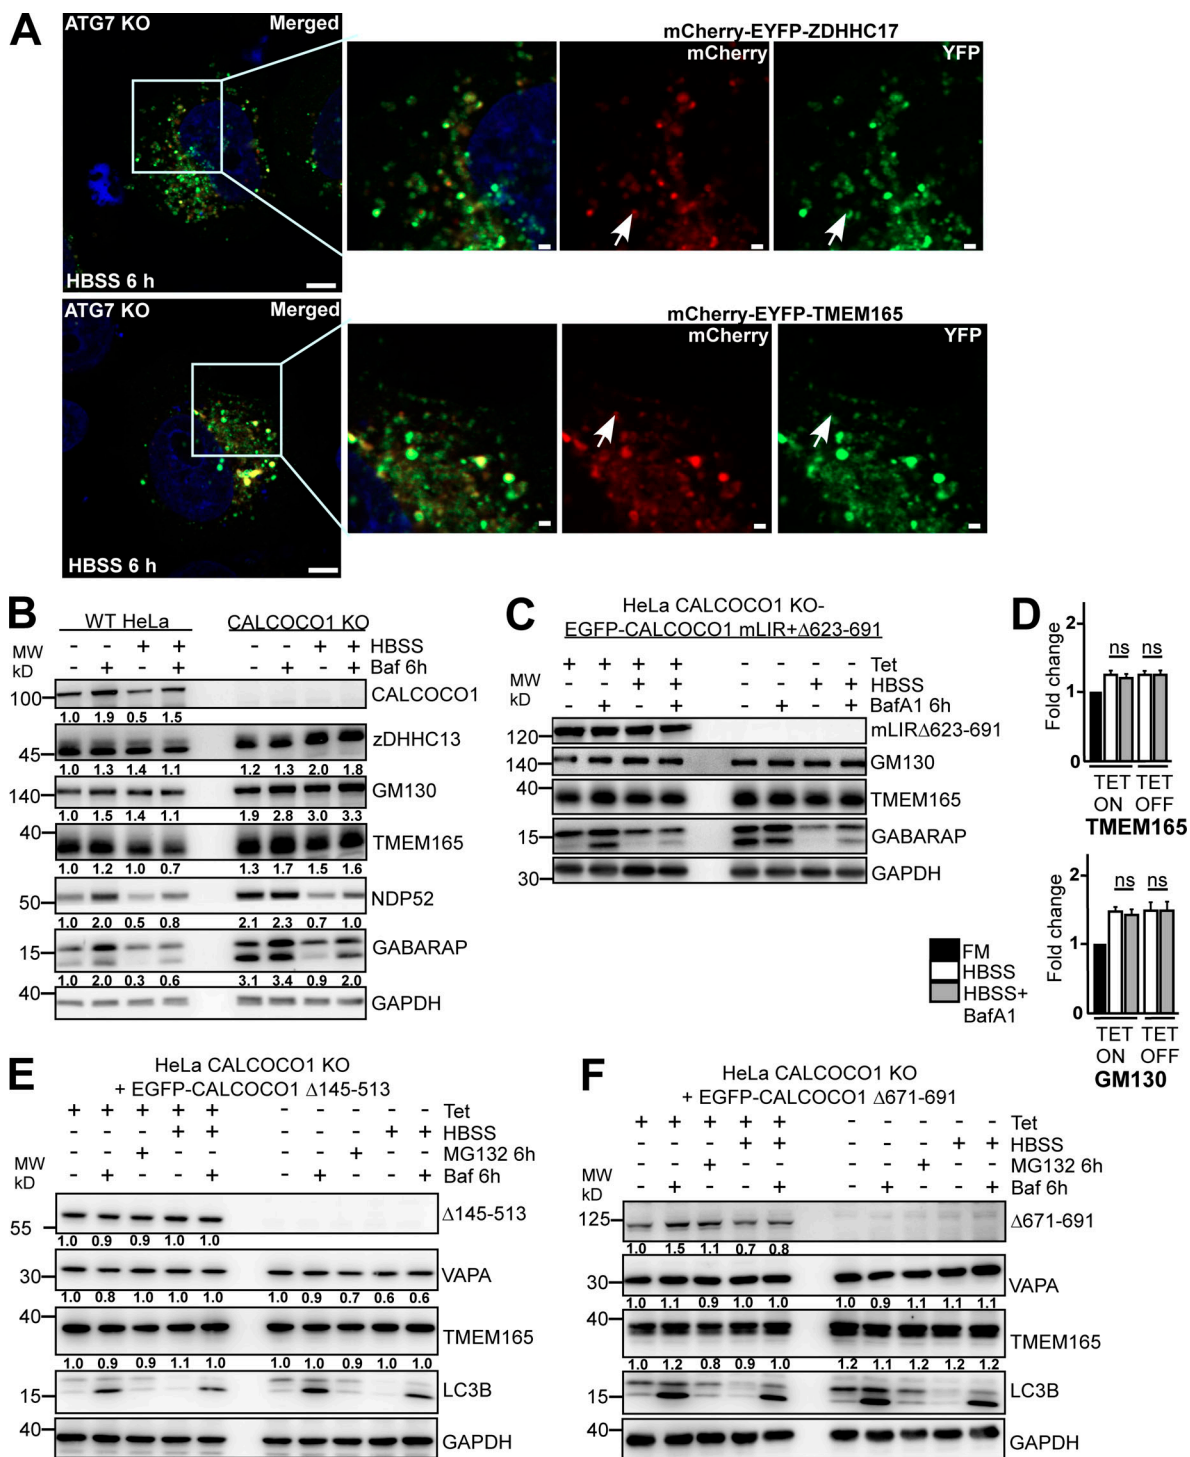 A
ATG7 KO Merged
HBSS 6 h
mCherry-EYFP-ZDHHC17
mCherry YFP
ATG7 KO Merged
HBSS 6 h
mCherry-EYFP-TMEM165
mCherry YFP
B
WT HeLa CALCOCO1 KO
- - + + - - + + HBSS
- + - + - + - + Baf 6h
MW
kD
100 CALCOCO1
1.0 1.9 0.5 1.5
45 zDHHC13
1.0 1.3 1.4 1.1 1.2 1.3 2.0 1.8
140 GM130
1.0 1.5 1.4 1.1 1.9 2.8 3.0 3.3
40 TMEM165
1.0 1.2 1.0 0.7 1.3 1.7 1.5 1.6
50 NDP52
1.0 2.0 0.5 0.8 2.1 2.3 0.7 1.0
15 GABARAP
1.0 2.0 0.3 0.6 3.1 3.4 0.9 2.0
40 GAPDH
C
HeLa CALCOCO1 KO-
EGFP-CALCOCO1 mLIR+Δ623-691
+ + + + - - - - Tet
- - + + - - + + HBSS
- + - + - + - + BafA1 6h
MW
kD
120 mLIRΔ623-691
140 GM130
40 TMEM165
15 GABARAP
30 GAPDH
D
Fold change
2
1
0
ns ns
TET ON TET OFF
TMEM165
Fold change
2
1
0
ns ns
TET ON TET OFF
GM130
FM
HBSS
HBSS+
BafA1
E
HeLa CALCOCO1 KO
+ EGFP-CALCOCO1 Δ145-513
+ + + + + - - - - - Tet
- - - + + - - - + + HBSS
- - + - - - - + - - MG132 6h
- + - - + - + - - + Baf 6h
MW
kD
55 Δ145-513
1.0 0.9 0.9 1.0 1.0
30 VAPA
1.0 0.8 1.0 1.0 1.0 1.0 0.9 0.7 0.6 0.6
40 TMEM165
1.0 0.9 0.9 1.1 1.0 1.0 1.0 0.9 1.0 1.0
15 LC3B
40 GAPDH
F
HeLa CALCOCO1 KO
+ EGFP-CALCOCO1 Δ671-691
+ + + + + - - - - - Tet
- - - + + - - - + + HBSS
- - + - - - - + - - MG132 6h
- + - - + - + - - + Baf 6h
MW
kD
125 Δ671-691
1.0 1.5 1.1 0.7 0.8
30 VAPA
1.0 1.1 0.9 1.0 1.0 1.0 0.9 1.1 1.1 1.1
40 TMEM165
1.0 1.2 0.8 0.9 1.0 1.2 1.1 1.2 1.2 1.2
15 LC3B
40 GAPDH